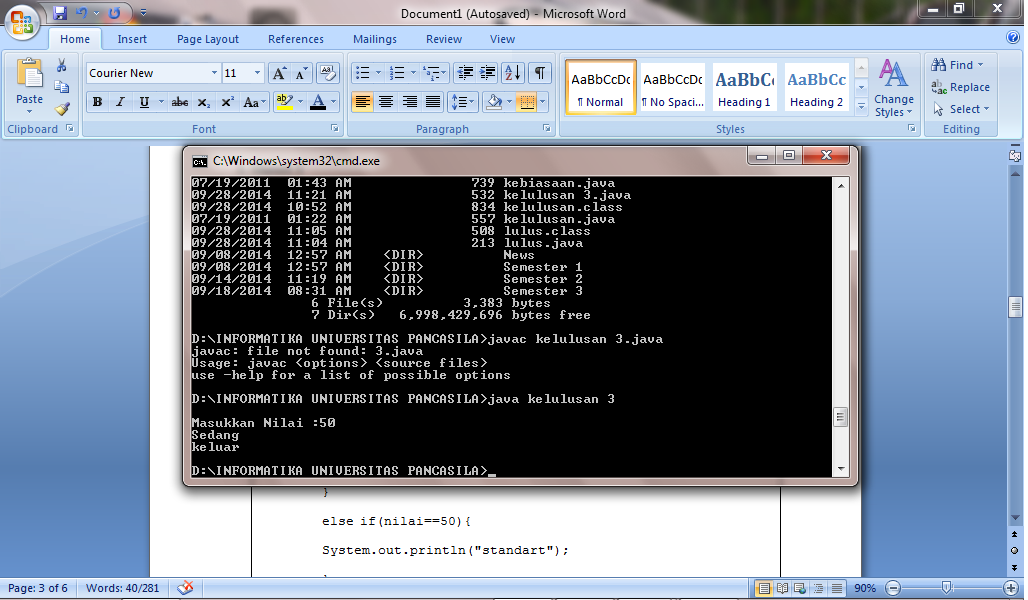 Document1 (Autosaved) - Microsoft Word
Home Insert Page Layout References Mailings Review View
Paste
Clipboard
Courier New 11
B I U abe x₂ x² Aa ab A
Font
Paragraph
AaBbCcDc AaBbCcDc AaBbC AaBbCc
¶ Normal ¶ No Spaci... Heading 1 Heading 2
Change Styles
Styles
Find
Replace
Select
Editing
C:\Windows\system32\cmd.exe
07/19/2011 01:43 AM 739 kebiasaan.java
09/28/2014 11:21 AM 532 kelulusan 3.java
09/28/2014 10:52 AM 834 kelulusan.class
07/19/2011 01:22 AM 557 kelulusan.java
09/28/2014 11:05 AM 508 lulus.class
09/28/2014 11:04 AM 213 lulus.java
09/08/2014 12:57 AM <DIR> News
09/08/2014 12:57 AM <DIR> Semester 1
09/14/2014 11:19 AM <DIR> Semester 2
09/18/2014 08:31 AM <DIR> Semester 3
6 File(s) 3,383 bytes
7 Dir(s) 6,998,429,696 bytes free
D:\INFORMATIKA UNIVERSITAS PANCASILA>javac kelulusan 3.java
javac: file not found: 3.java
Usage: javac <options> <source files>
use -help for a list of possible options
D:\INFORMATIKA UNIVERSITAS PANCASILA>java kelulusan 3
Masukkan Nilai :50
Sedang
keluar
D:\INFORMATIKA UNIVERSITAS PANCASILA>_
}
else if(nilai==50){
System.out.println("standart");
Page: 3 of 6 Words: 40/281 90%